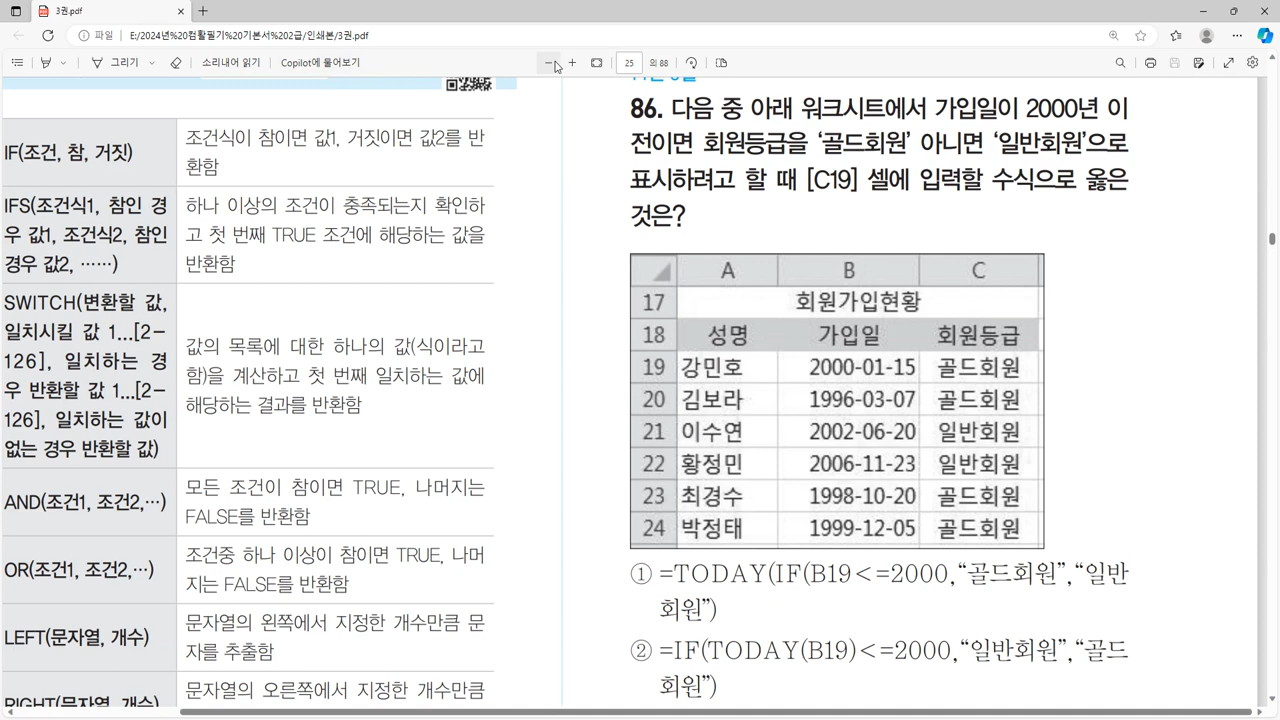 3권.pdf
파일
E:/2024년%20컴활필기%20기본서%202급/인쇄본/3권.pdf
그리기
소리내어 읽기
Copilot에 물어보기
25
의 88
IF(조건, 참, 거짓)
조건식이 참이면 값1, 거짓이면 값2를 반
환함
IFS(조건식1, 참인 경
우 값1, 조건식2, 참인
경우 값2, ……)
하나 이상의 조건이 충족되는지 확인하
고 첫 번째 TRUE 조건에 해당하는 값을
반환함
SWITCH(변환할 값,
일치시킬 값 1...[2-
126], 일치하는 경
우 반환할 값 1...[2-
126], 일치하는 값이
없는 경우 반환할 값)
값의 목록에 대한 하나의 값(식이라고
함)을 계산하고 첫 번째 일치하는 값에
해당하는 결과를 반환함
AND(조건1, 조건2,…)
모든 조건이 참이면 TRUE, 나머지는
FALSE를 반환함
OR(조건1, 조건2,…)
조건중 하나 이상이 참이면 TRUE, 나머
지는 FALSE를 반환함
LEFT(문자열, 개수)
문자열의 왼쪽에서 지정한 개수만큼 문
자를 추출함
RIGHT(문자열, 개수)
문자열의 오른쪽에서 지정한 개수만큼
86. 다음 중 아래 워크시트에서 가입일이 2000년 이
전이면 회원등급을 ‘골드회원’ 아니면 ‘일반회원’으로
표시하려고 할 때 [C19] 셀에 입력할 수식으로 옳은
것은?
A B C
17 회원가입현황
18 성명 가입일 회원등급
19 강민호 2000-01-15 골드회원
20 김보라 1996-03-07 골드회원
21 이수연 2002-06-20 일반회원
22 황정민 2006-11-23 일반회원
23 최경수 1998-10-20 골드회원
24 박정태 1999-12-05 골드회원
① =TODAY(IF(B19<=2000,“골드회원”,“일반
회원”)
② =IF(TODAY(B19)<=2000,“일반회원”,“골드
회원”)